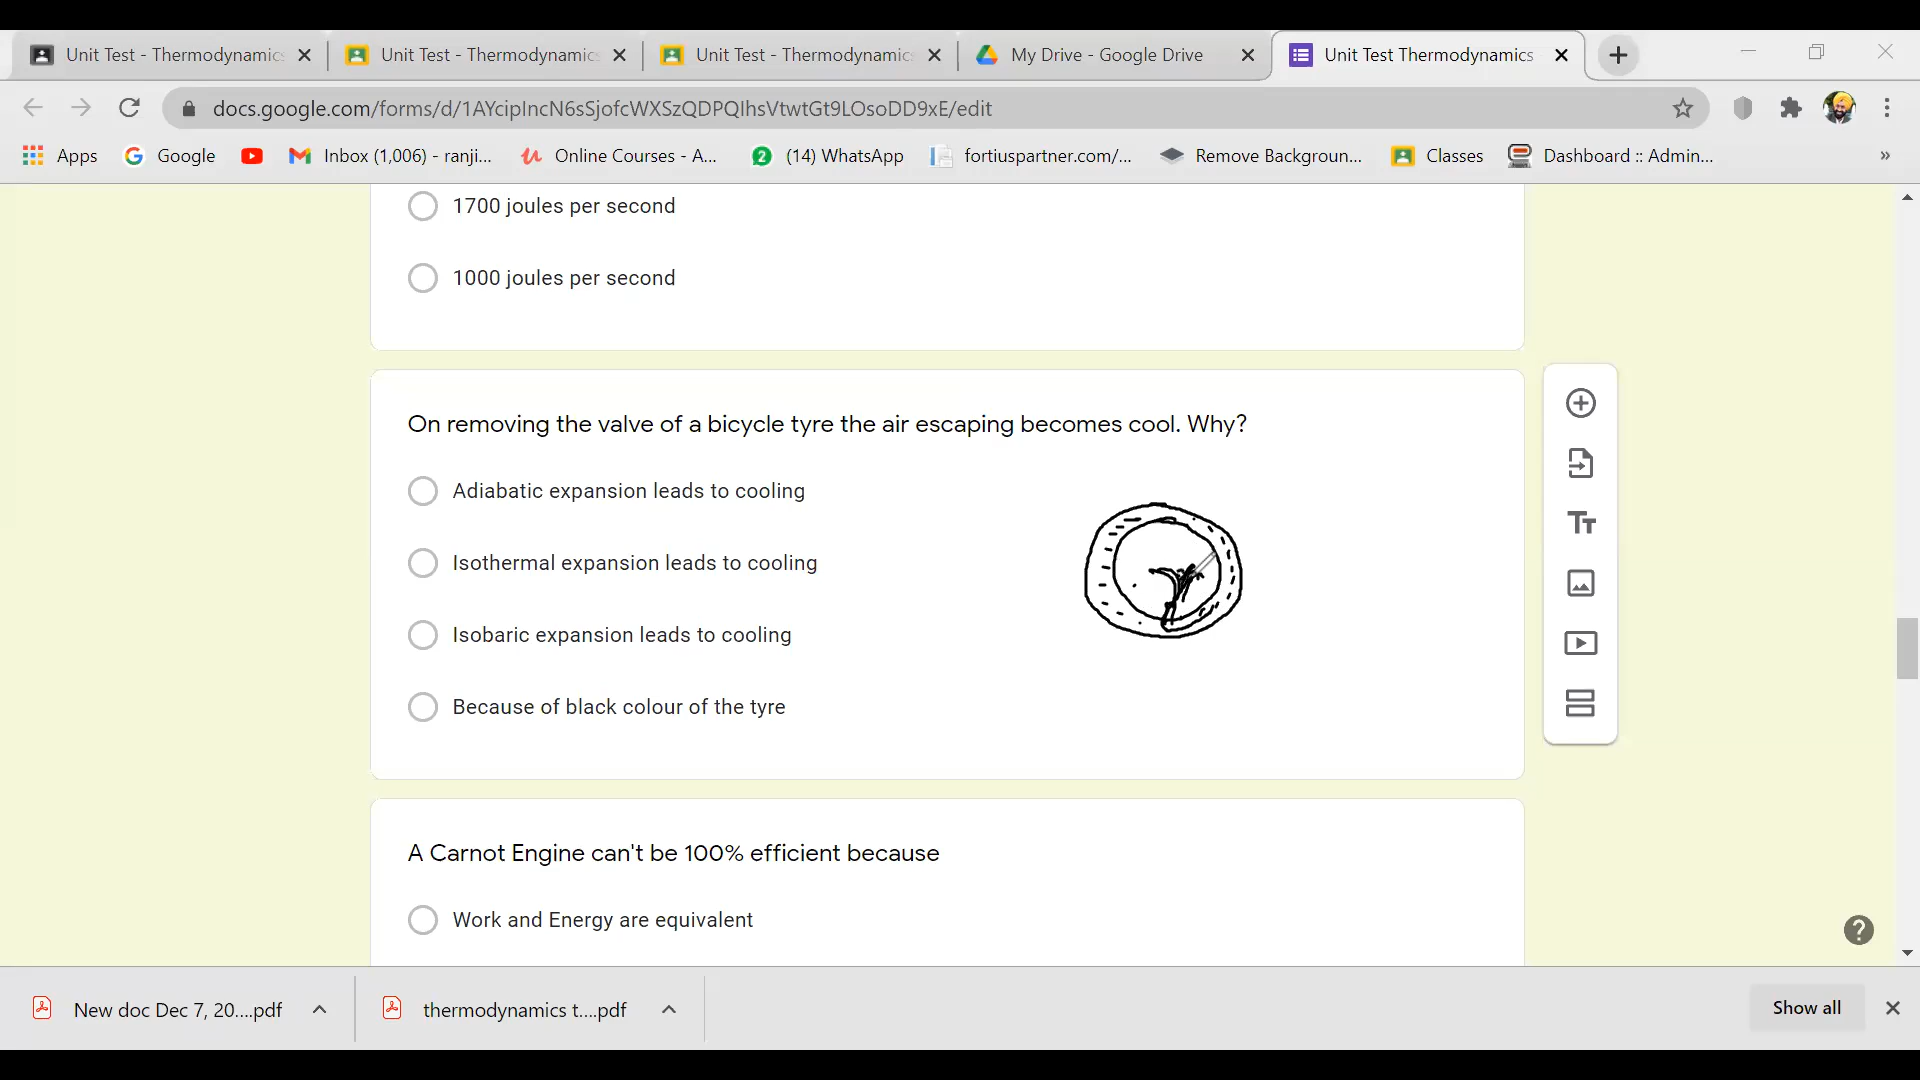 Unit Test - Thermodynamics
Unit Test - Thermodynamics
Unit Test - Thermodynamics
My Drive - Google Drive
Unit Test Thermodynamics
docs.google.com/forms/d/1AYcipIncN6sSjofcWXSzQDPQIhsVtwtGt9LOsoDD9xE/edit
Apps
Google
Inbox (1,006) - ranji...
Online Courses - A...
2
(14) WhatsApp
fortiuspartner.com/...
Remove Backgroun...
Classes
Dashboard :: Admin...
»
1700 joules per second
1000 joules per second
On removing the valve of a bicycle tyre the air escaping becomes cool. Why?
Adiabatic expansion leads to cooling
Isothermal expansion leads to cooling
Isobaric expansion leads to cooling
Because of black colour of the tyre
A Carnot Engine can't be 100% efficient because
Work and Energy are equivalent
New doc Dec 7, 20....pdf
thermodynamics t....pdf
Show all